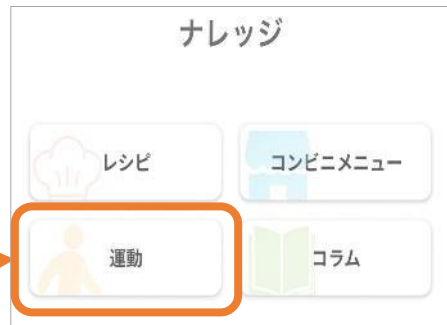 ナレッジ
レシピ
コンビニメニュー
運動
コラム